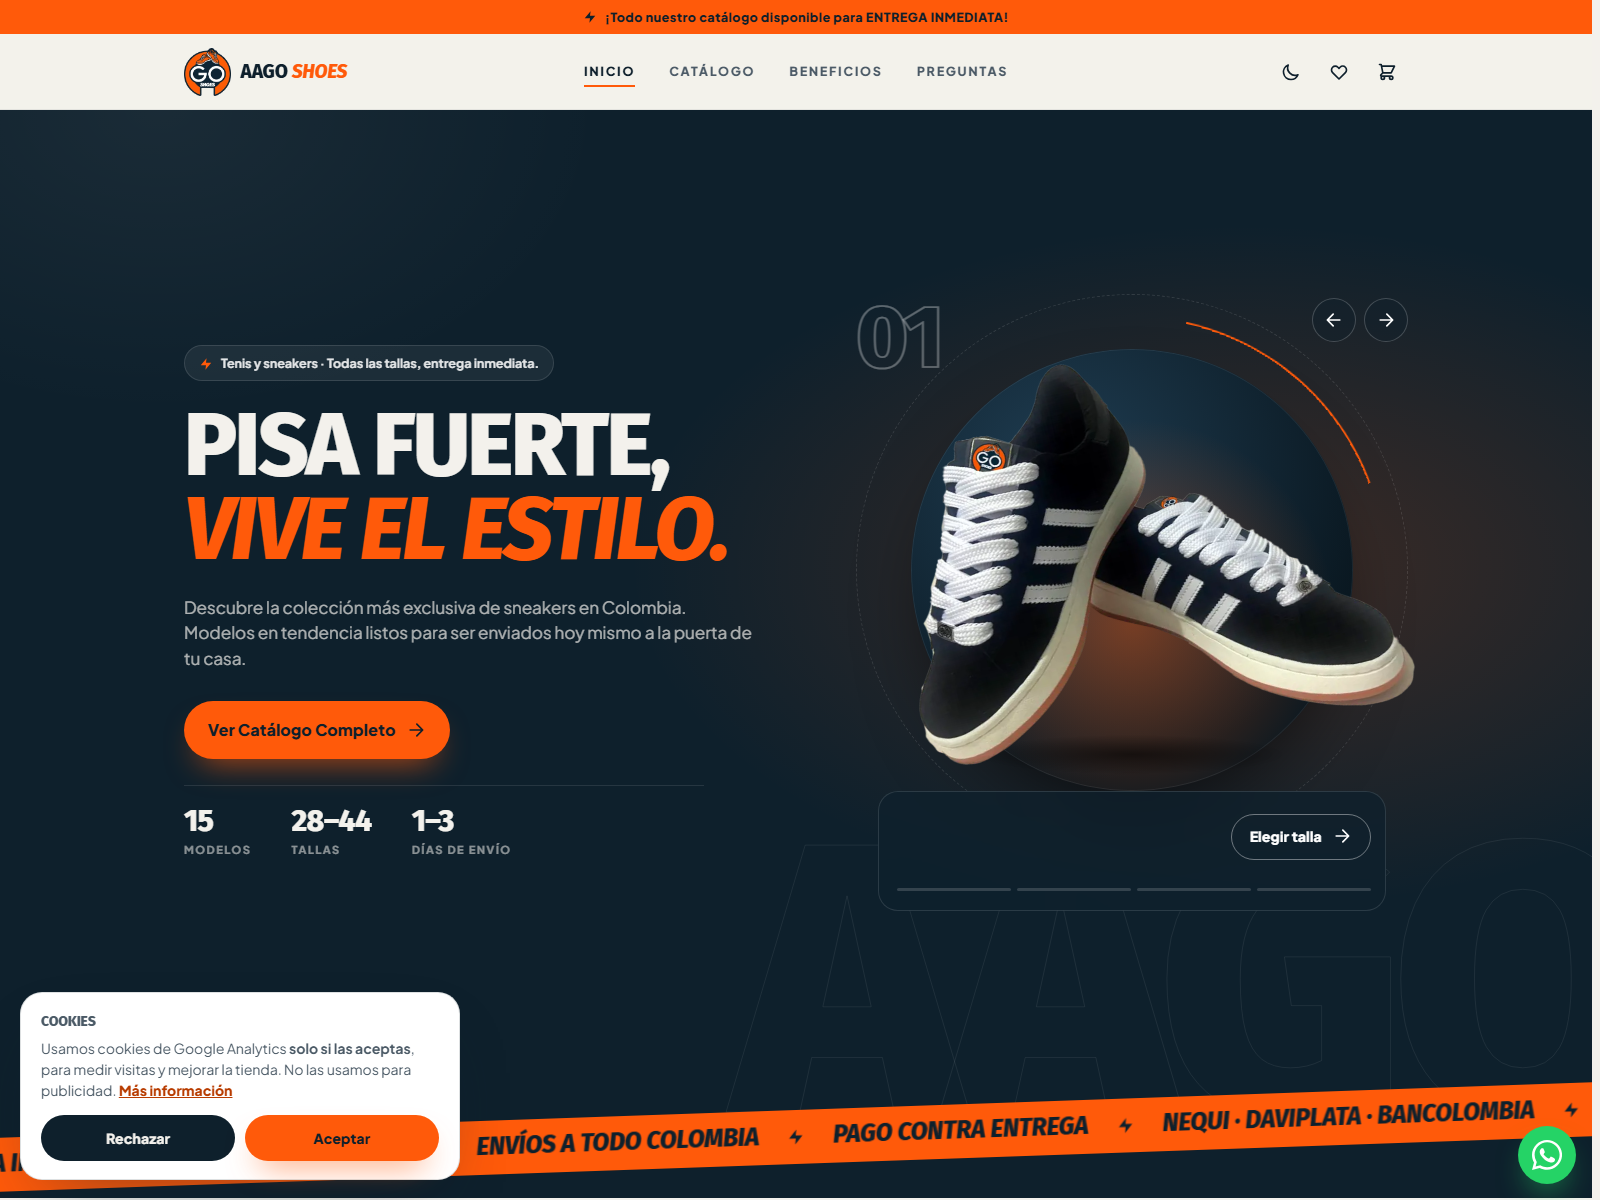 ¡Todo nuestro catálogo disponible para ENTREGA INMEDIATA!
GO
SHOES
AAGO SHOES
INICIO
CATÁLOGO
BENEFICIOS
PREGUNTAS
01
Tenis y sneakers · Todas las tallas, entrega inmediata.
PISA FUERTE,
VIVE EL ESTILO.
GO
Descubre la colección más exclusiva de sneakers en Colombia.
Modelos en tendencia listos para ser enviados hoy mismo a la puerta de
tu casa.
Ver Catálogo Completo
15
MODELOS
28–44
TALLAS
1–3
DÍAS DE ENVÍO
Elegir talla
AAGO
COOKIES
Usamos cookies de Google Analytics solo si las aceptas,
para medir visitas y mejorar la tienda. No las usamos para
publicidad. Más información
Rechazar
Aceptar
ENVÍOS A TODO COLOMBIA
PAGO CONTRA ENTREGA
NEQUI · DAVIPLATA · BANCOLOMBIA